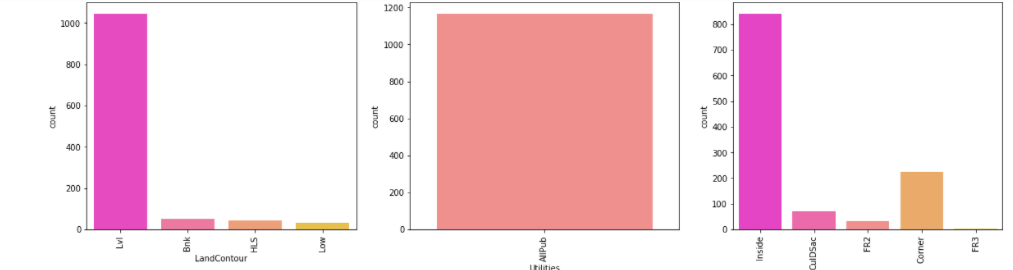 1000
800
600
400
200
0
count
Lvl
Bnk
HLS
Low
LandContour
1200
1000
800
600
400
200
0
count
AllPub
Utilities
800
700
600
500
400
300
200
100
0
count
Inside
CulDSac
FR2
Corner
FR3